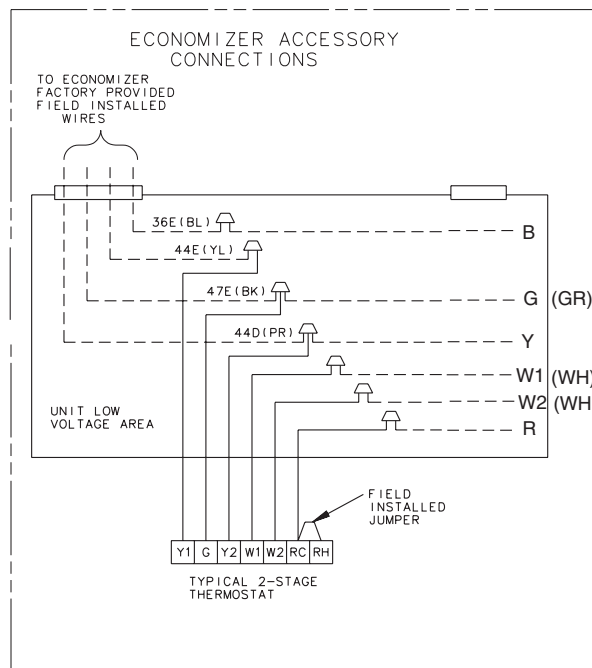 ECONOMIZER ACCESSORY
CONNECTIONS
TO ECONOMIZER
FACTORY PROVIDED
FIELD INSTALLED
WIRES
36E(BL)
B
44E(YL)
47E(BK)
G (GR)
44D(PR)
Y
W1 (WH)
W2 (WH
R
UNIT LOW
VOLTAGE AREA
FIELD
INSTALLED
JUMPER
Y1 G Y2 W1 W2 RC RH
TYPICAL 2-STAGE
THERMOSTAT